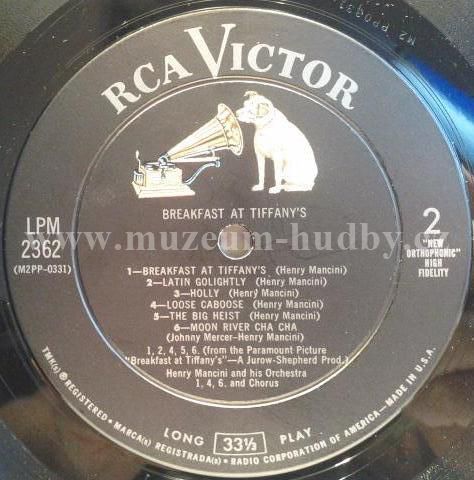 RCA VICTOR
BREAKFAST AT TIFFANY'S
LPM
2362
(M2PP-0331)
2
"NEW
ORTHOPHONIC"
HIGH
FIDELITY
www.muzeum-hudby.cz
1—BREAKFAST AT TIFFANY'S (Henry Mancini)
2—LATIN GOLIGHTLY (Henry Mancini)
3—HOLLY (Henry Mancini)
4—LOOSE CABOOSE (Henry Mancini)
5—THE BIG HEIST (Henry Mancini)
6—MOON RIVER CHA CHA
(Johnny Mercer-Henry Mancini)
1, 2, 4, 5, 6. (from the Paramount Picture
"Breakfast at Tiffany's"—A Jurow-Shepherd Prod.)
Henry Mancini and his Orchestra
1, 4, 6. and Chorus
LONG 33⅓ PLAY
TMK(s) ® REGISTERED • MARCA(s) REGISTRADA(s) • RADIO CORPORATION OF AMERICA—MADE IN U.S.A.